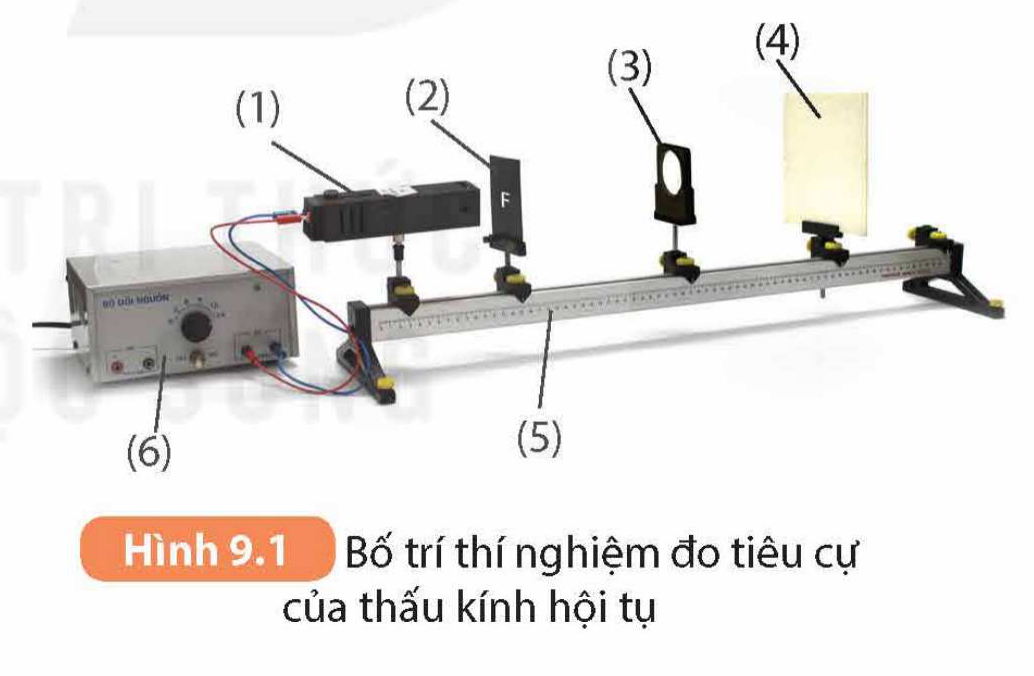 (1)
(2)
(3)
(4)
F
BỘ ĐỔI NGUỒN
(5)
(6)
Hình 9.1 Bố trí thí nghiệm đo tiêu cự
của thấu kính hội tụ